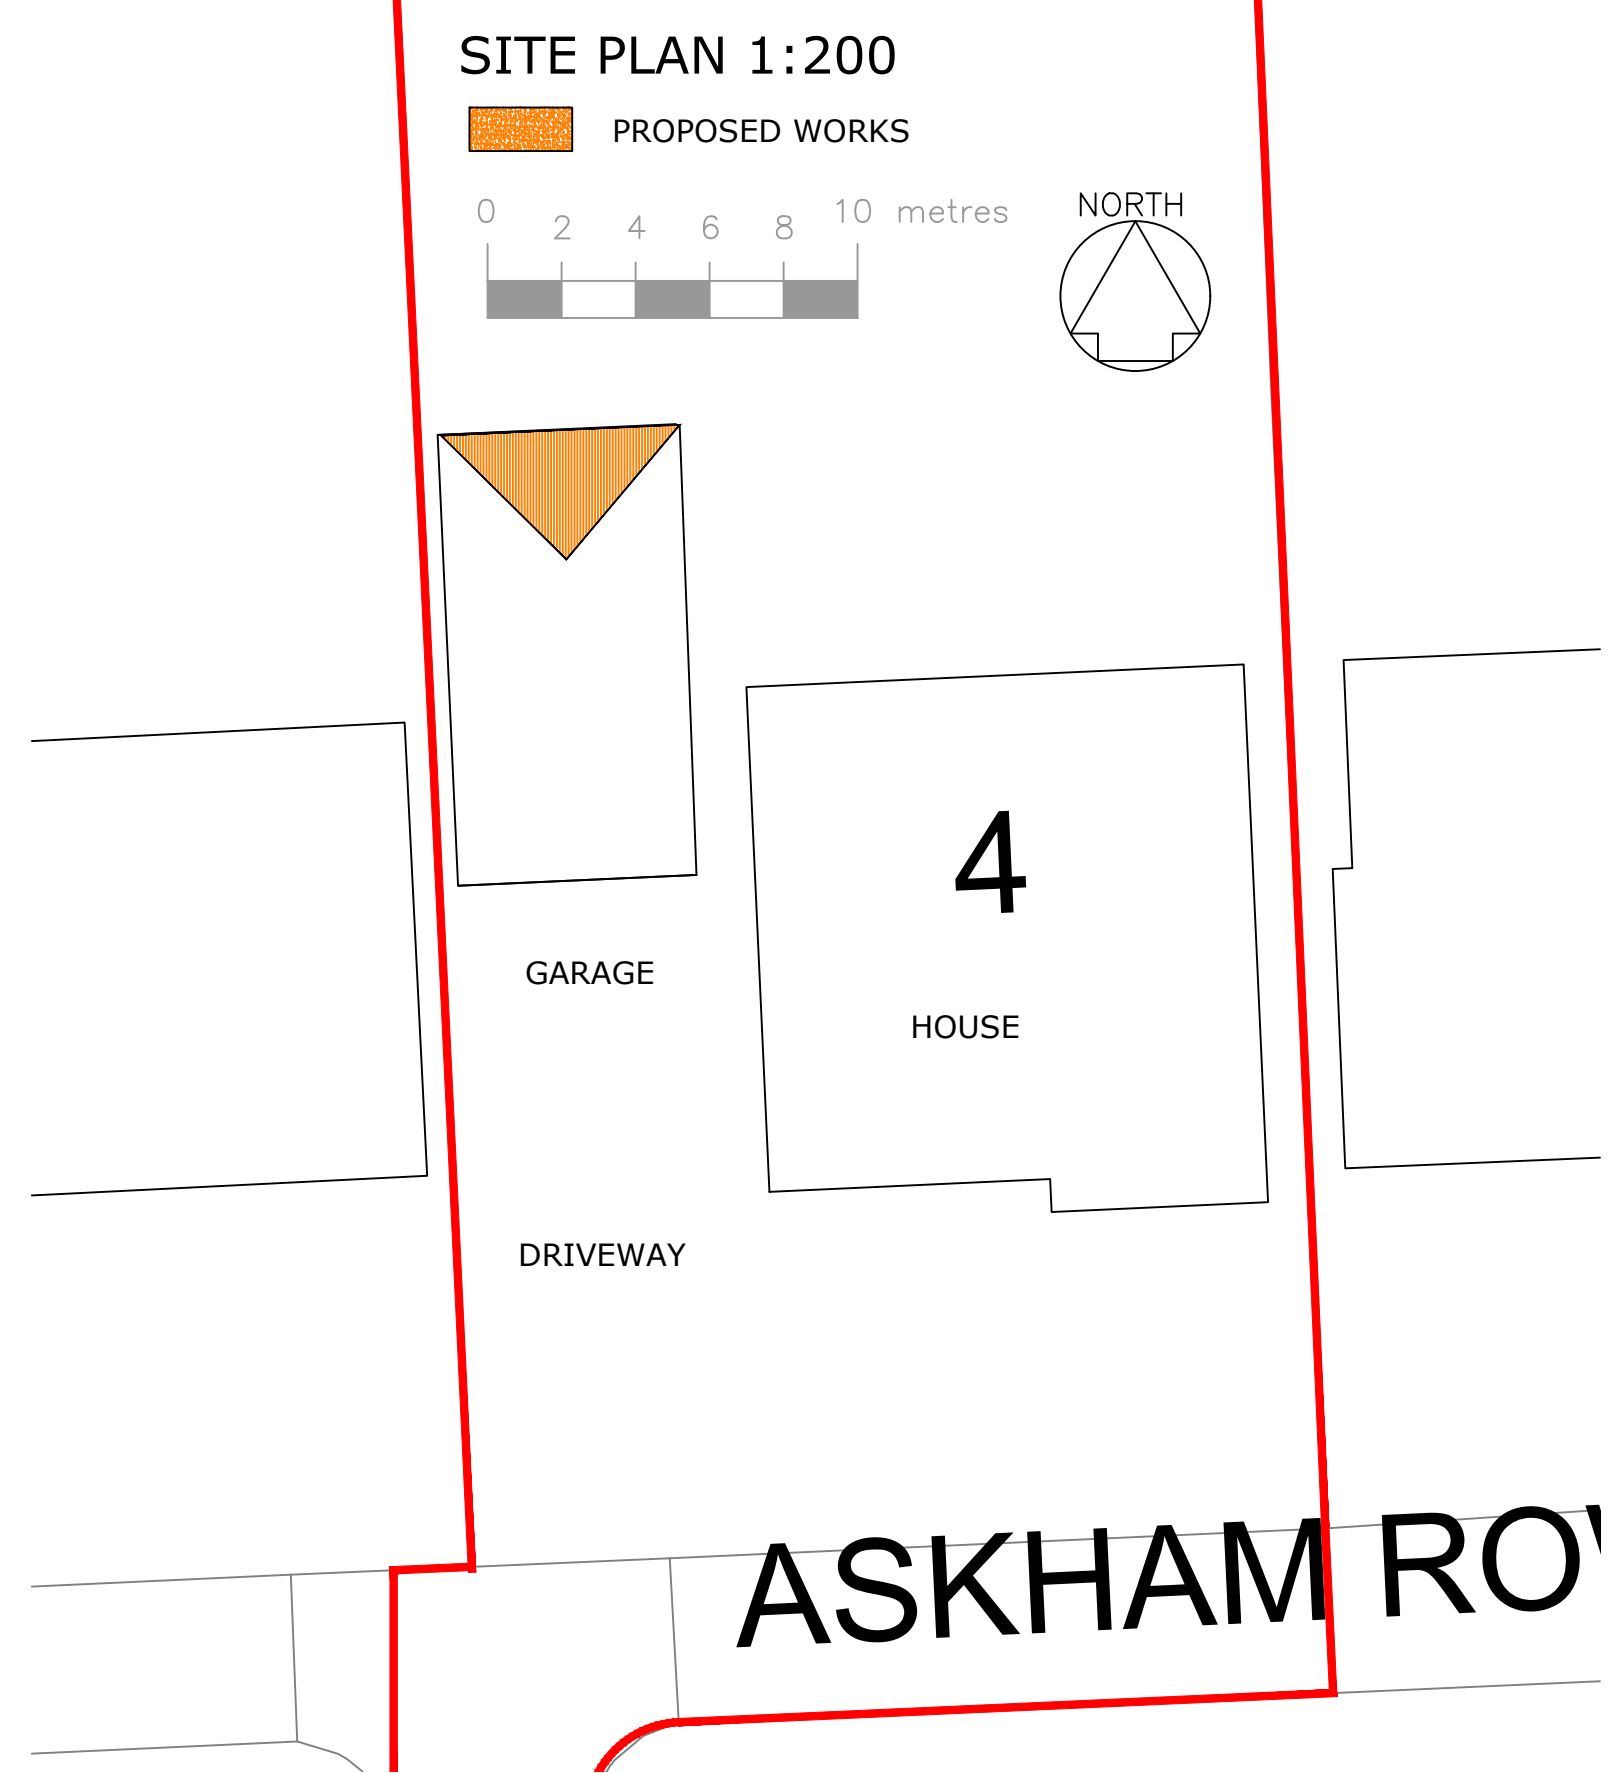 SITE PLAN 1:200
PROPOSED WORKS
0 2 4 6 8 10 metres
NORTH
4
GARAGE
HOUSE
DRIVEWAY
ASKHAM